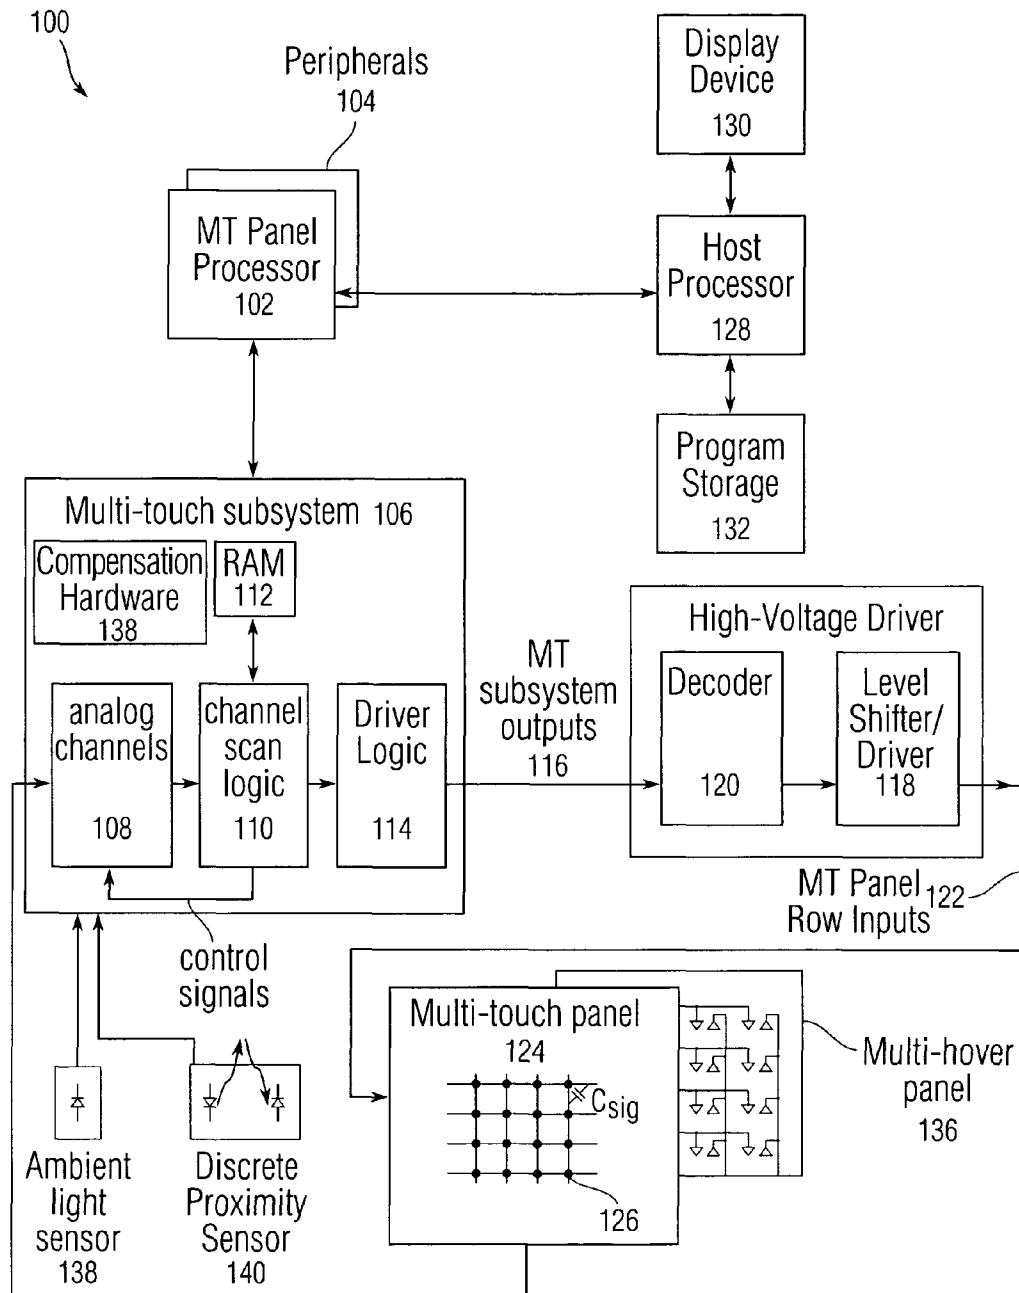 100
Peripherals
104
Display
Device
130
MT Panel
Processor
102
Host
Processor
128
Program
Storage
132
Multi-touch subsystem 106
Compensation
Hardware
138
RAM
112
analog
channels
108
channel
scan
logic
110
Driver
Logic
114
MT
subsystem
outputs
116
High-Voltage Driver
Decoder
120
Level
Shifter/
Driver
118
MT Panel
Row Inputs
122
control
signals
Multi-touch panel
124
Csig
126
Multi-hover
panel
136
Ambient
light
sensor
138
Discrete
Proximity
Sensor
140